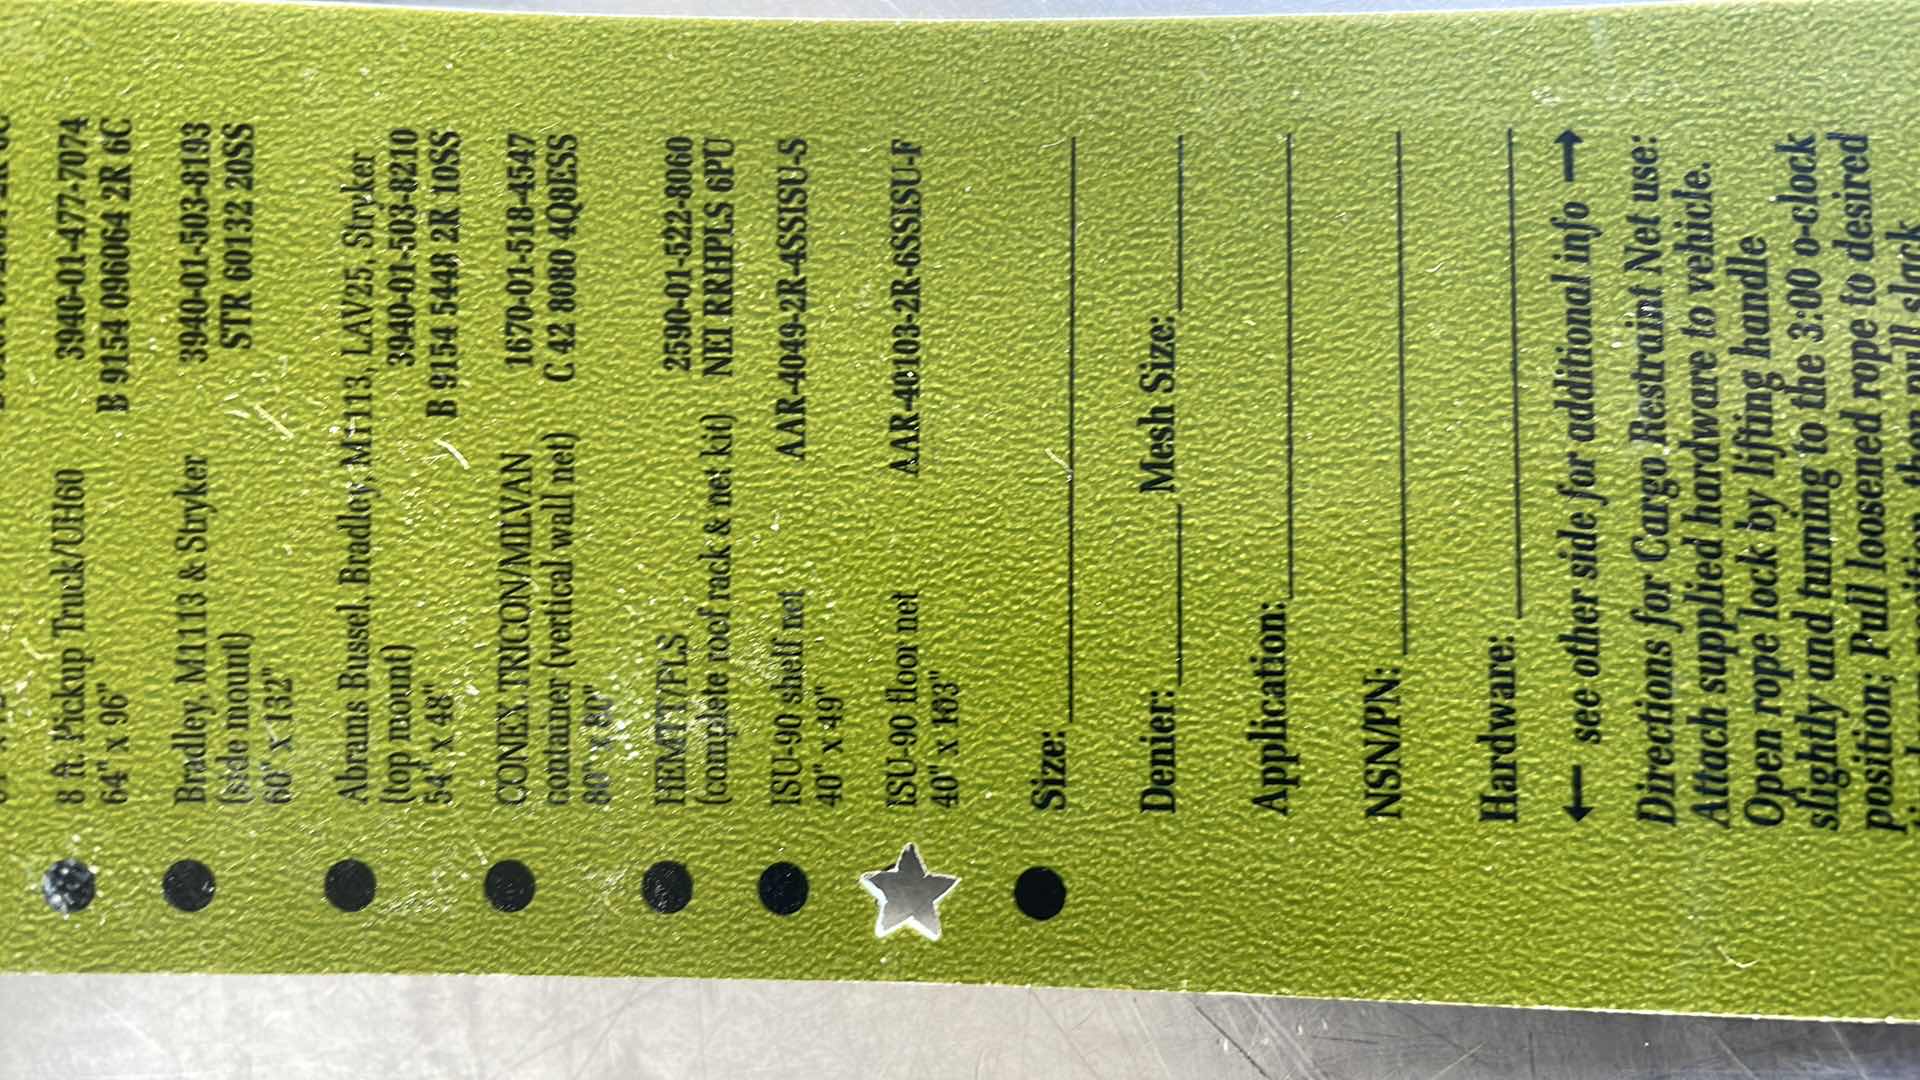 8 ft. Pickup Truck/UH60 3940-01-477-7074
64" x 96" B 9154 096064 2R 6C
Bradley, M1113 & Stryker 3940-01-503-8193
(side mount) STR 60132 20SS
60" x 132"
Abrams Bussel, Bradley, M1113, LAV25, Stryker
(top mount) 3940-01-503-8210
54" x 48" B 9154 5448 2R 10SS
CONEX/TRICON/MILVAN 1670-01-518-4547
container (vertical wall net) C 42 8080 4Q8ESS
80" x 80"
HEMTT/PLS 2590-01-522-8060
(complete roof rack & net kit) NEI RRHPLS 6PU
ISU-90 shelf net AAR-4049-2R-4SSISU-S
40" x 49"
ISU-90 floor net AAR-40103-2R-6SSISU-F
40" x 103"
Size:
Denier: Mesh Size:
Application:
NSN/PN:
Hardware:
← see other side for additional info →
Directions for Cargo Restraint Net use:
Attach supplied hardware to vehicle.
Open rope lock by lifting handle
slightly and turning to the 3:00 o-clock
position; Pull loosened rope to desired